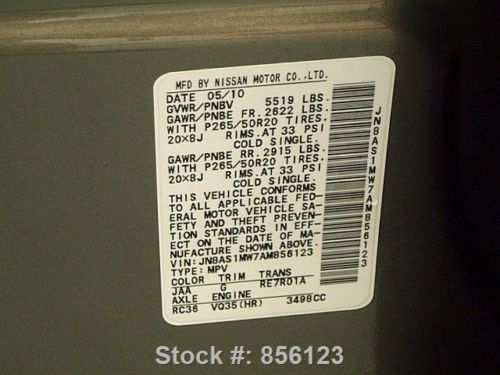 MFD BY NISSAN MOTOR CO.,LTD.
DATE 05/10
GVWR/PNBV 5519 LBS.
GAWR/PNBE FR. 2622 LBS.
WITH P265/50R20 TIRES.
20X8J RIMS. AT 33 PSI
COLD SINGLE.
GAWR/PNBE RR. 2915 LBS.
WITH P265/50R20 TIRES.
20X8J RIMS. AT 33 PSI
COLD SINGLE.
THIS VEHICLE CONFORMS
TO ALL APPLICABLE FED-
ERAL MOTOR VEHICLE SA-
FETY AND THEFT PREVEN-
TION STANDARDS IN EFF-
ECT ON THE DATE OF MA-
NUFACTURE SHOWN ABOVE.
VIN:JN8AS1MW7AM856123
TYPE:MPV
COLOR TRIM TRANS
JAA G RE7R01A
AXLE ENGINE
RC36 VQ35(HR) 3498CC
JN8AS1MW7AM856123
Stock #: 856123